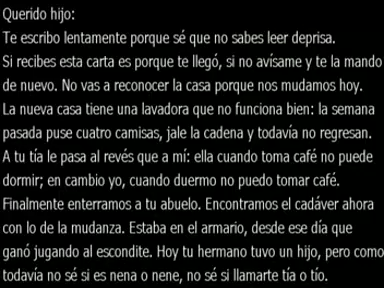 Querido hijo:
Te escribo lentamente porque sé que no sabes leer deprisa.
Si recibes esta carta es porque te llegó, si no avísame y te la mando
de nuevo. No vas a reconocer la casa porque nos mudamos hoy.
La nueva casa tiene una lavadora que no funciona bien: la semana
pasada puse cuatro camisas, jale la cadena y todavía no regresan.
A tu tía le pasa al revés que a mí: ella cuando toma café no puede
dormir; en cambio yo, cuando duermo no puedo tomar café.
Finalmente enterramos a tu abuelo. Encontramos el cadáver ahora
con lo de la mudanza. Estaba en el armario, desde ese día que
ganó jugando al escondite. Hoy tu hermano tuvo un hijo, pero como
todavía no sé si es nena o nene, no sé si llamarte tía o tío.